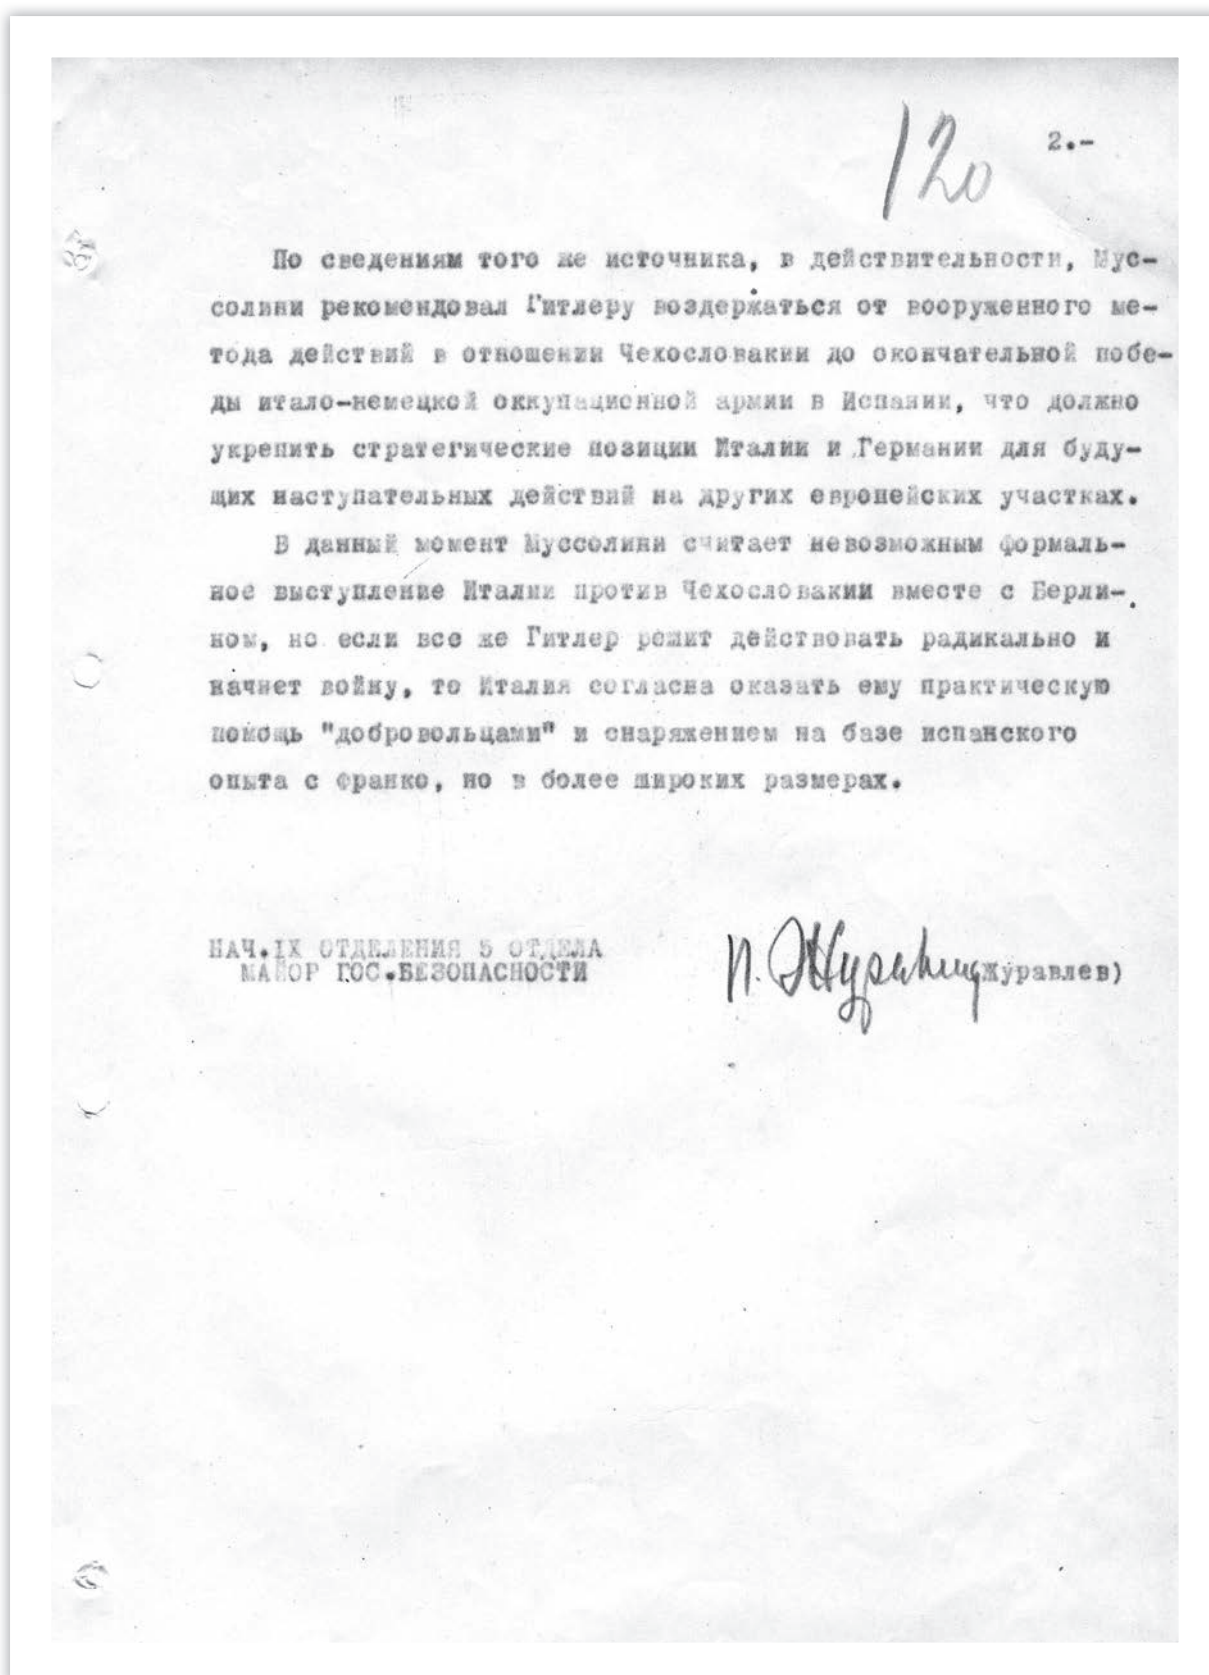 120
2.-
По сведениям того же источника, в действительности, Мус-
солини рекомендовал Гитлеру воздержаться от вооруженного ме-
тода действий в отношении Чехословакии до окончательной побе-
ды итало-немецкой оккупационной армии в Испании, что должно
укрепить стратегические позиции Италии и Германии для буду-
щих наступательных действий на других европейских участках.
В данный момент Муссолини считает невозможным формаль-
ное выступление Италии против Чехословакии вместе с Берли-
ном, но если все же Гитлер решит действовать радикально и
начнет войну, то Италия согласна оказать ему практическую
помощь "добровольцами" и снаряжением на базе испанского
опыта с Франко, но в более широких размерах.
НАЧ.IX ОТДЕЛЕНИЯ 5 ОТДЕЛА
МАЙОР ГОС.БЕЗОПАСНОСТИ
П. Журавлев (Журавлев)